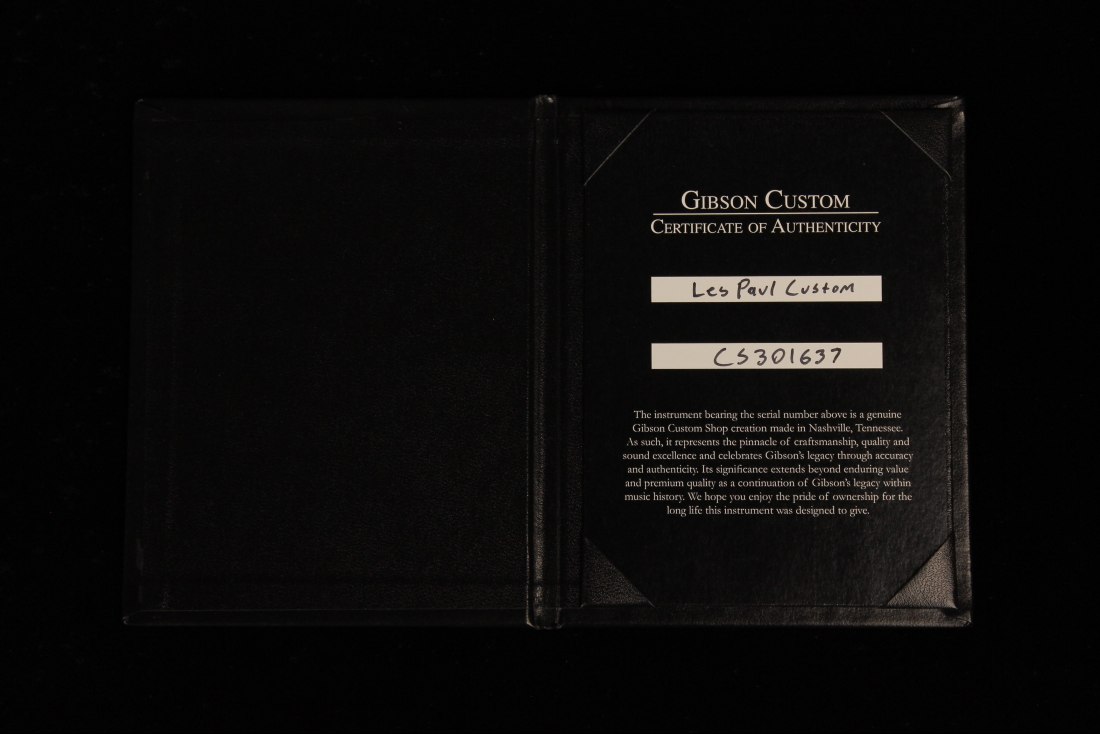 GIBSON CUSTOM
CERTIFICATE OF AUTHENTICITY
Les Paul Custom
CS301637
The instrument bearing the serial number above is a genuine
Gibson Custom Shop creation made in Nashville, Tennessee.
As such, it represents the pinnacle of craftsmanship, quality and
sound excellence and celebrates Gibson's legacy through accuracy
and authenticity. Its significance extends beyond enduring value
and premium quality as a continuation of Gibson's legacy within
music history. We hope you enjoy the pride of ownership for the
long life this instrument was designed to give.